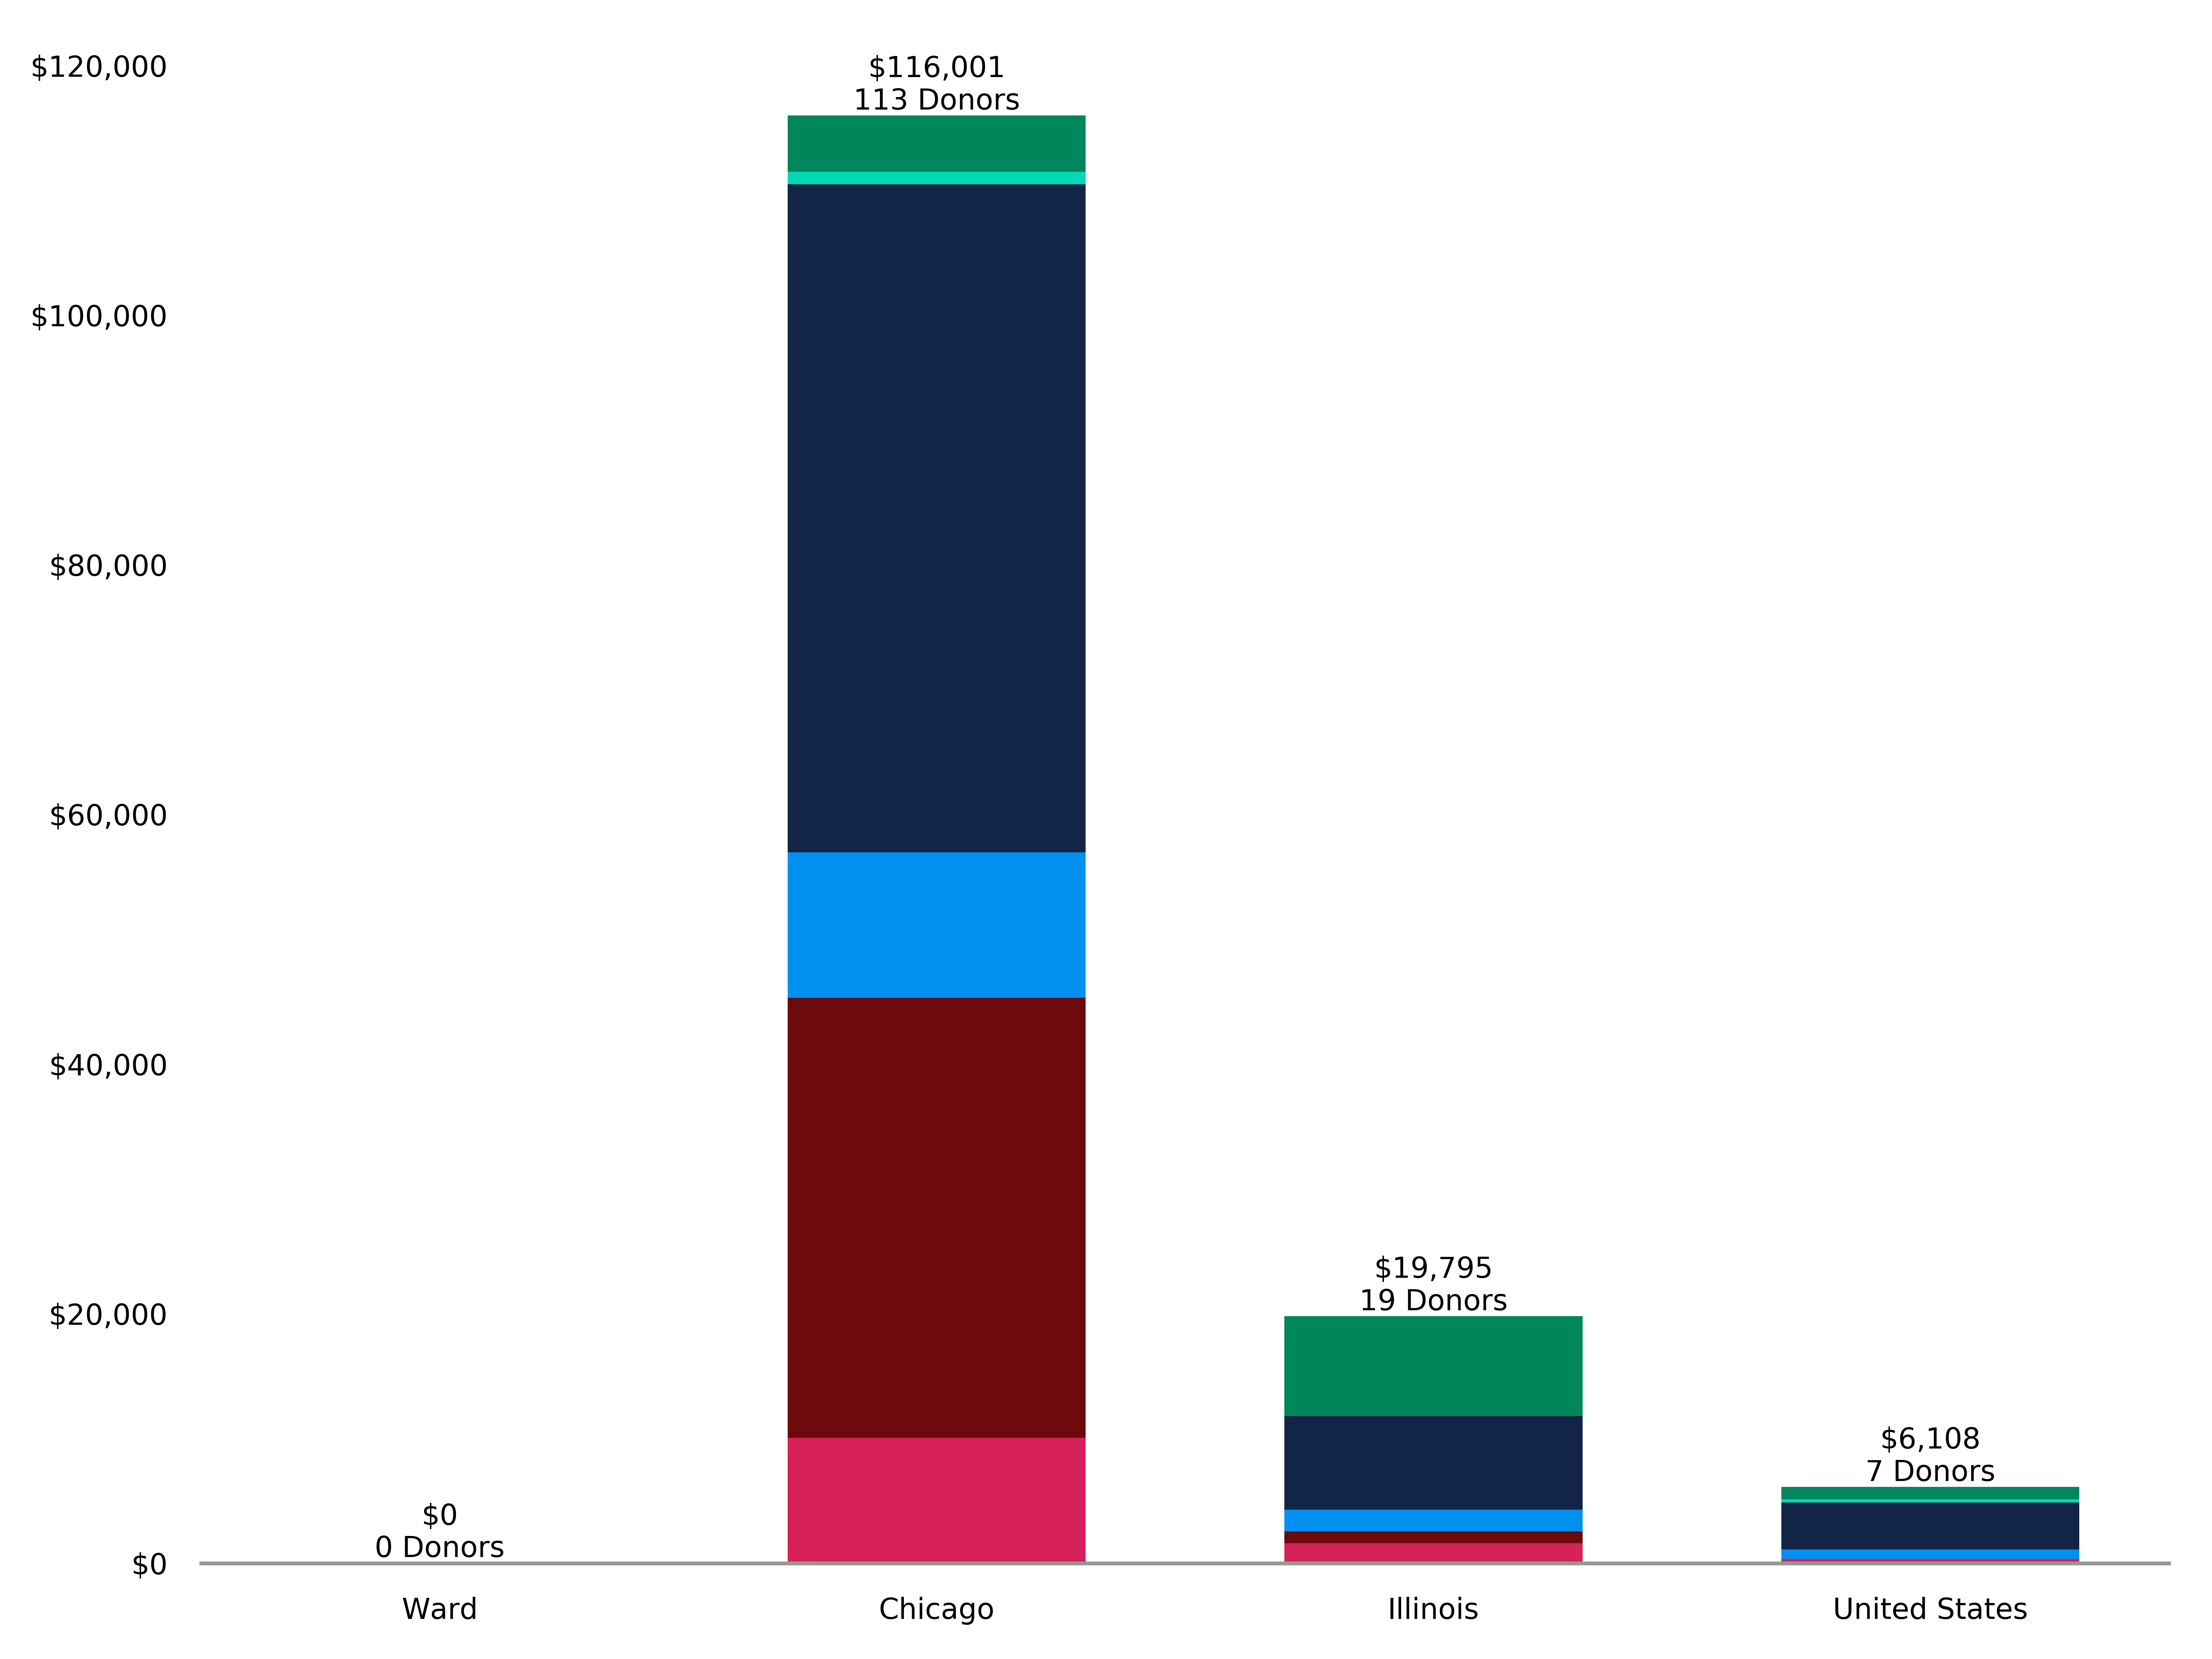 $120,000
$100,000
$80,000
$60,000
$40,000
$20,000
$0
$0
0 Donors
$116,001
113 Donors
$19,795
19 Donors
$6,108
7 Donors
Ward
Chicago
Illinois
United States